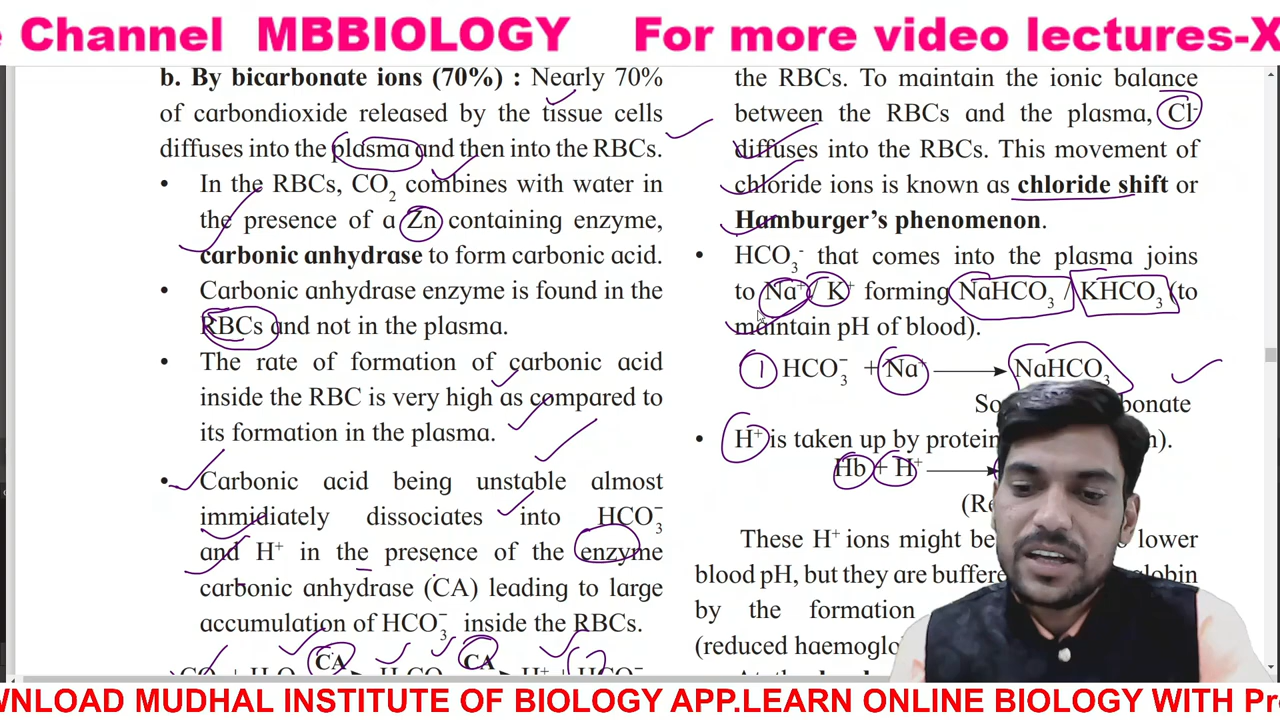 e Channel MBBIOLOGY For more video lectures-X
b. By bicarbonate ions (70%) : Nearly 70%
of carbondioxide released by the tissue cells
diffuses into the plasma and then into the RBCs.
• In the RBCs, CO₂ combines with water in
the presence of a Zn containing enzyme,
carbonic anhydrase to form carbonic acid.
• Carbonic anhydrase enzyme is found in the
RBCs and not in the plasma.
• The rate of formation of carbonic acid
inside the RBC is very high as compared to
its formation in the plasma.
• Carbonic acid being unstable almost
immidiately dissociates into HCO₃⁻
and H⁺ in the presence of the enzyme
carbonic anhydrase (CA) leading to large
accumulation of HCO₃⁻ inside the RBCs.
CA CA
the RBCs. To maintain the ionic balance
between the RBCs and the plasma, Cl⁻
diffuses into the RBCs. This movement of
chloride ions is known as chloride shift or
Hamburger's phenomenon.
• HCO₃⁻ that comes into the plasma joins
to Na⁺/ K⁺ forming NaHCO₃ / KHCO₃ (to
maintain pH of blood).
1 HCO₃⁻ + Na⁺ → NaHCO₃
So onate
• H⁺ is taken up by protein ).
Hb + H⁺ →
(Re
These H⁺ ions might be lower
blood pH, but they are buffere globin
by the formation
(reduced haemoglo
OWNLOAD MUDHAL INSTITUTE OF BIOLOGY APP.LEARN ONLINE BIOLOGY WITH Pr